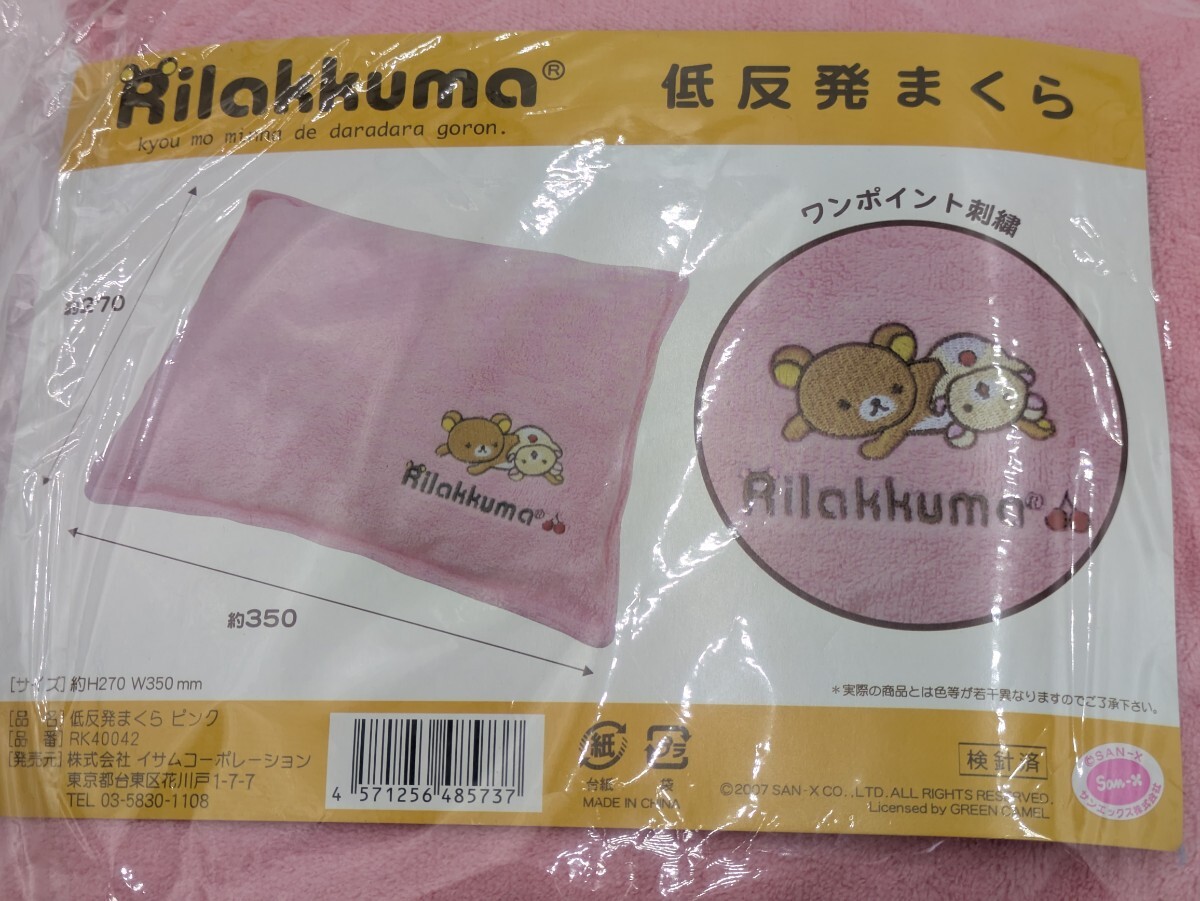 Rilakkuma®
低反発まくら
kyou mo minna de daradara goron.
ワンポイント刺繍
約270
Rilakkuma®
Rilakkuma®
約350
[サイズ] 約H270 W350mm
*実際の商品とは色等が若干異なりますのでご了承下さい。
[品 名] 低反発まくら ピンク
[品 番] RK40042
[発売元] 株式会社 イサムコーポレーション
東京都台東区花川戸1-7-7
TEL 03-5830-1108
4 571256 485737
紙
台紙
プラ
袋
MADE IN CHINA
検針済
©2007 SAN-X CO.,LTD. ALL RIGHTS RESERVED.
Licensed by GREEN CAMEL
©SAN-X
San-X
サンエックス株式会社